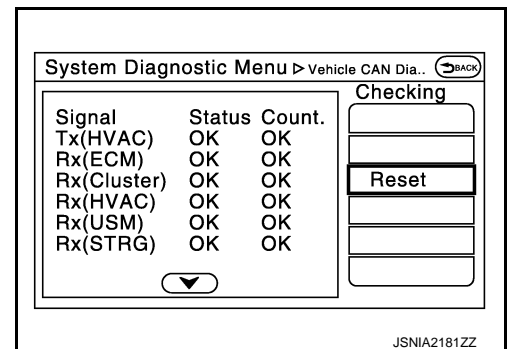 System Diagnostic Menu ▷ Vehicle CAN Dia.. BACK
Checking
Signal Status Count.
Tx(HVAC) OK OK
Rx(ECM) OK OK
Rx(Cluster) OK OK
Rx(HVAC) OK OK
Rx(USM) OK OK
Rx(STRG) OK OK
Reset
JSNIA2181ZZ